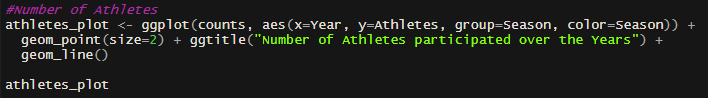 #Number of Athletes
athletes_plot <- ggplot(counts, aes(x=Year, y=Athletes, group=Season, color=Season)) +
  geom_point(size=2) + ggtitle("Number of Athletes participated over the Years") +
  geom_line()
athletes_plot